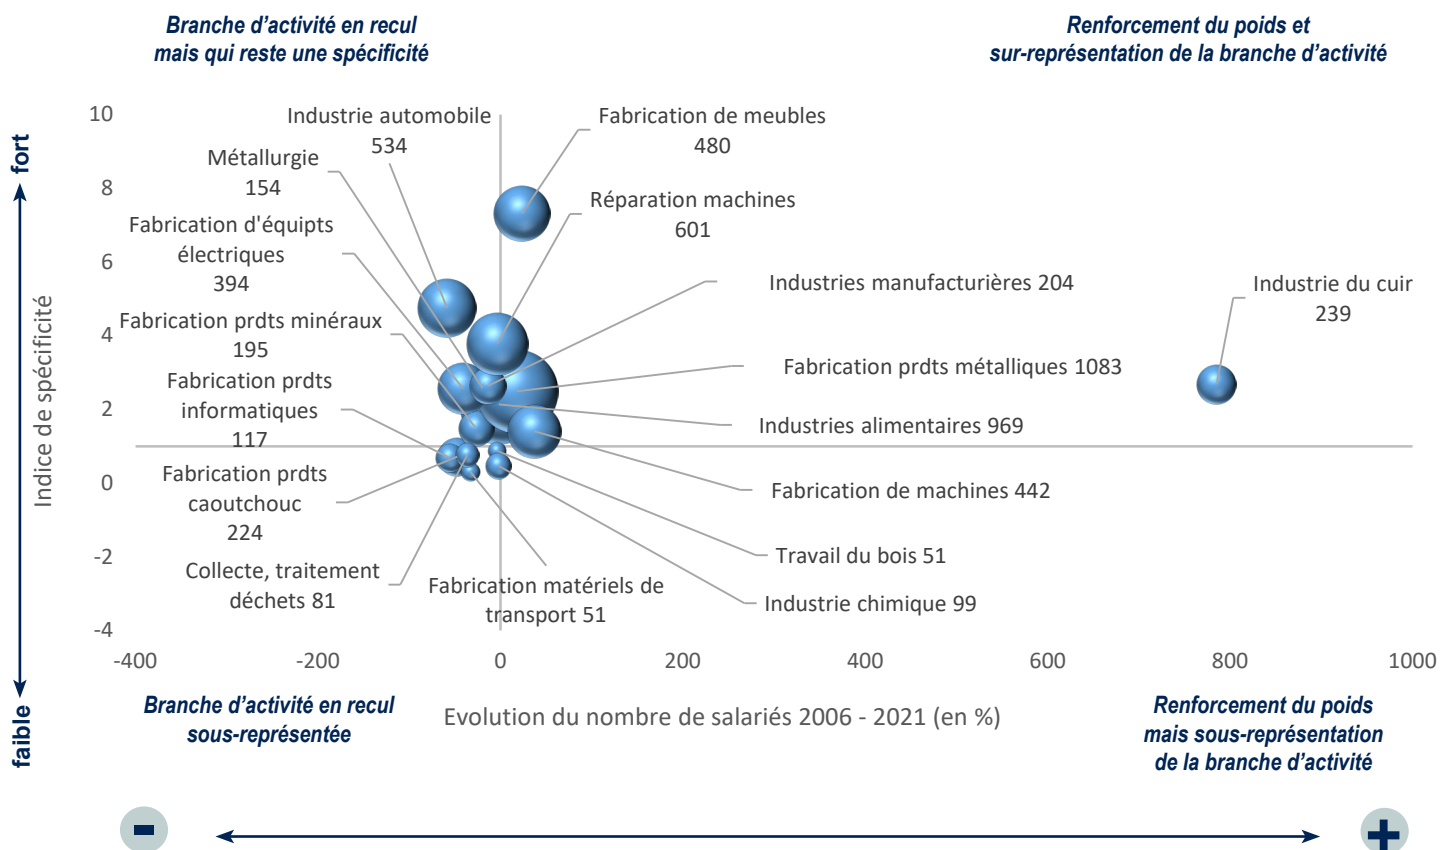 Branche d’activité en recul
mais qui reste une spécificité
Renforcement du poids et
sur-représentation de la branche d’activité
fort
faible
Indice de spécificité
10
8
6
4
2
0
-2
-4
Industrie automobile
534
Métallurgie
154
Fabrication d'équipts
électriques
394
Fabrication prdts minéraux
195
Fabrication prdts
informatiques
117
Fabrication prdts
caoutchouc
224
Collecte, traitement
déchets 81
Fabrication matériels de
transport 51
Fabrication de meubles
480
Réparation machines
601
Industries manufacturières 204
Industrie du cuir
239
Fabrication prdts métalliques 1083
Industries alimentaires 969
Fabrication de machines 442
Travail du bois 51
Industrie chimique 99
-400
-200
0
200
400
600
800
1000
Branche d’activité en recul
sous-représentée
Evolution du nombre de salariés 2006 - 2021 (en %)
Renforcement du poids
mais sous-représentation
de la branche d’activité
-
+